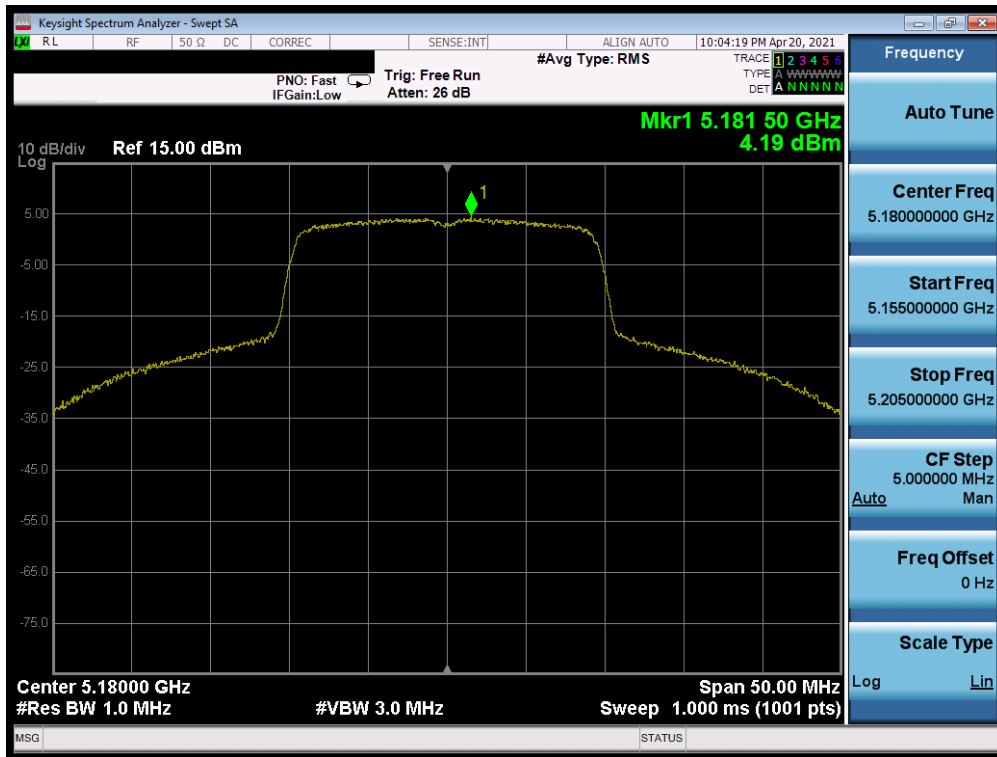 Keysight Spectrum Analyzer - Swept SA
LXI RL RF 50 Ω DC CORREC SENSE:INT ALIGN AUTO 10:04:19 PM Apr 20, 2021
#Avg Type: RMS
TRACE 1 2 3 4 5 6
TYPE A WWWWW
DET A N N N N N
PNO: Fast
IFGain:Low
Trig: Free Run
Atten: 26 dB
Mkr1 5.181 50 GHz
4.19 dBm
10 dB/div Ref 15.00 dBm
Log
1
5.00
-5.00
-15.0
-25.0
-35.0
-45.0
-55.0
-65.0
-75.0
Center 5.18000 GHz Span 50.00 MHz
#Res BW 1.0 MHz #VBW 3.0 MHz Sweep 1.000 ms (1001 pts)
MSG STATUS
Frequency
Auto Tune
Center Freq
5.180000000 GHz
Start Freq
5.155000000 GHz
Stop Freq
5.205000000 GHz
CF Step
5.000000 MHz
Auto Man
Freq Offset
0 Hz
Scale Type
Log Lin